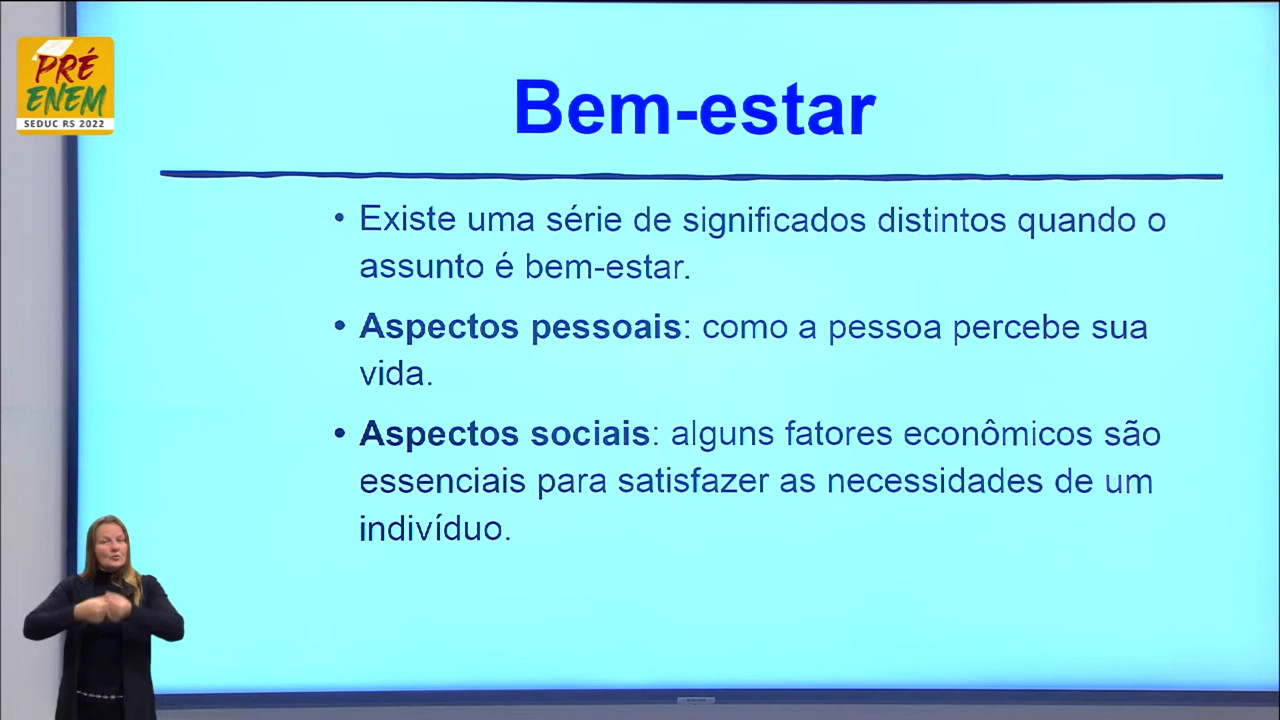 PRÉ
ENEM
SEDUC RS 2022
Bem-estar
• Existe uma série de significados distintos quando o
assunto é bem-estar.
• Aspectos pessoais: como a pessoa percebe sua
vida.
• Aspectos sociais: alguns fatores econômicos são
essenciais para satisfazer as necessidades de um
indivíduo.